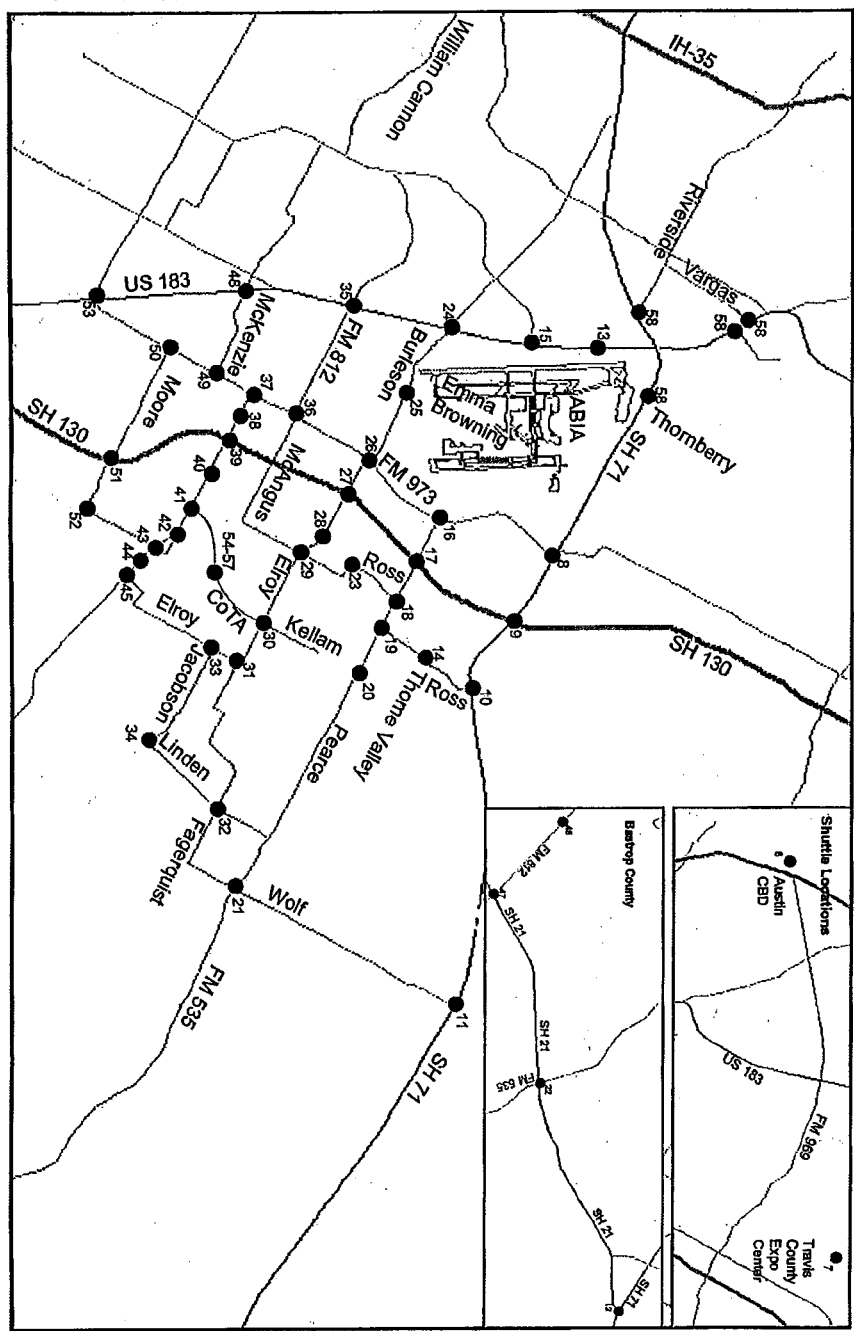 IH-35
William Cannon
Riverside
Vargas
58
58
58
58
Thornberry
US 183
53
48
35
24
15
13
McKenzie
FM 812
Burleson
Emma
Browning
ABIA
SH 71
50
49
37
36
25
Moore
38
McAngus
26
FM 973
SH 130
39
27
16
8
51
40
28
17
52
41
54-57
29
23
Ross
9
SH 130
43
42
Elroy
18
44
45
CoTA
30
Kellam
19
14
Ross
10
Elroy
33
31
20
Thorne Valley
Jacobson
Pearce
34
Linden
32
Fagerquist
21
Wolf
11
FM 535
SH 71
Shuttle Locations
6
Austin
CBD
US 183
FM 969
7
Travis
County
Expo
Center
Bastrop County
FM 812
SH 21
SH 21
FM 535
22
SH 21
SH 71
12